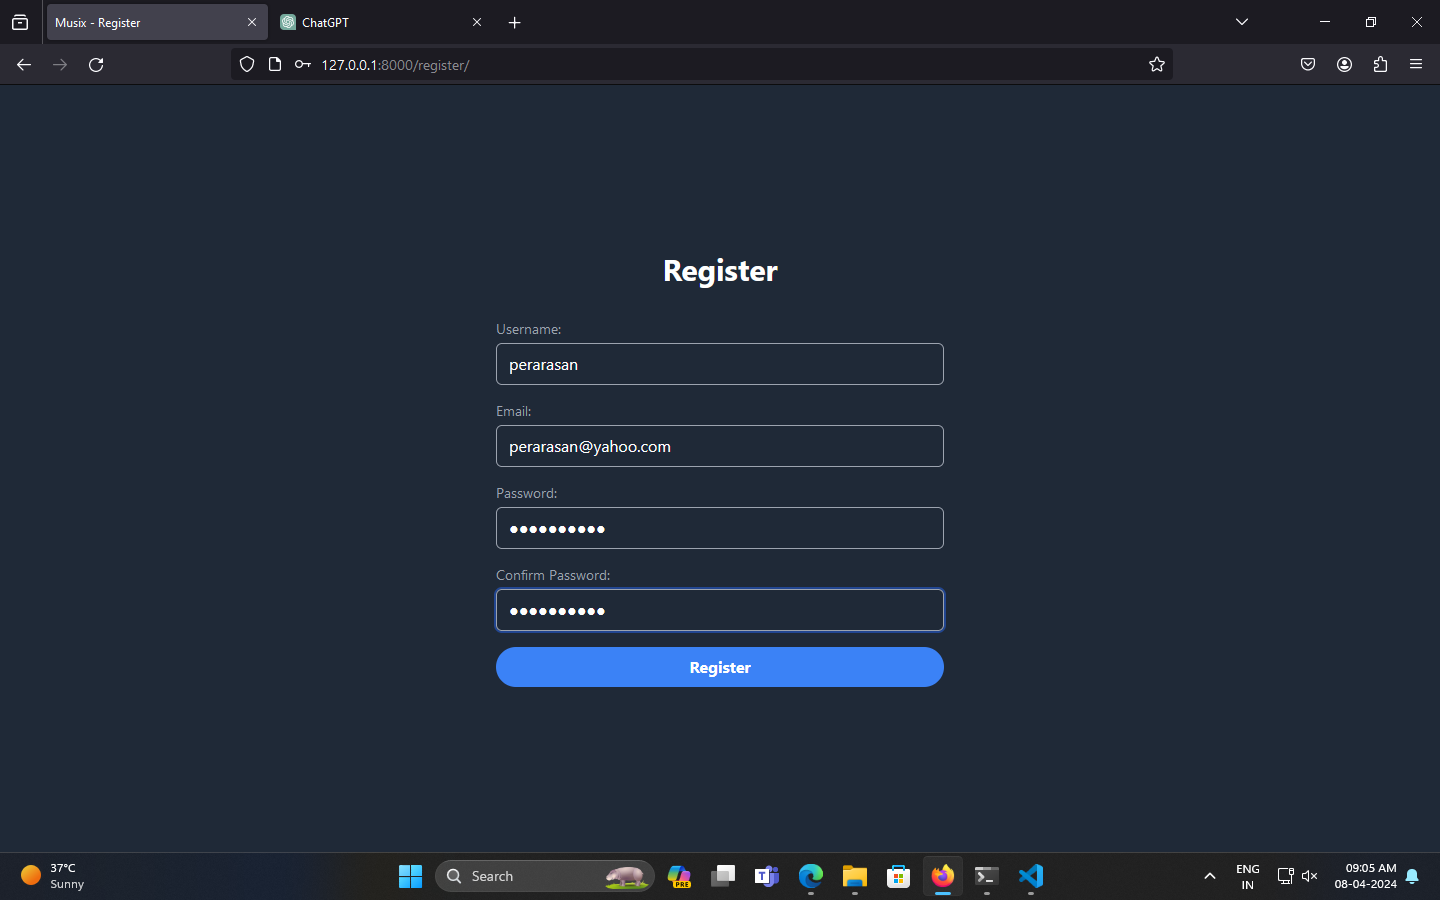 Musix - Register
ChatGPT
127.0.0.1:8000/register/
Register
Username:
perarasan
Email:
perarasan@yahoo.com
Password:
●●●●●●●●●●
Confirm Password:
●●●●●●●●●●
Register
37°C
Sunny
Search
PRE
T
ENG
IN
09:05 AM
08-04-2024